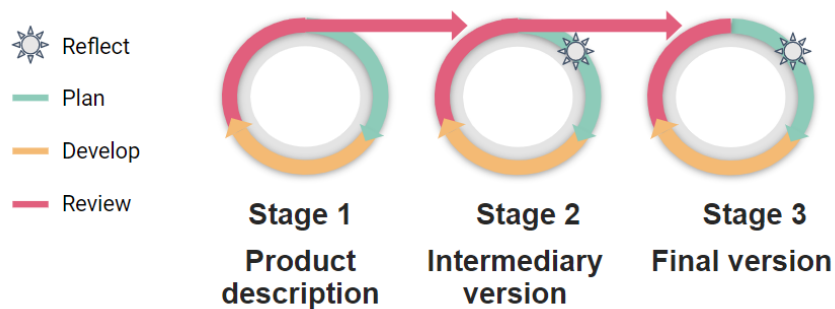 Reflect
Plan
Develop
Review
Stage 1
Product
description
Stage 2
Intermediary
version
Stage 3
Final version